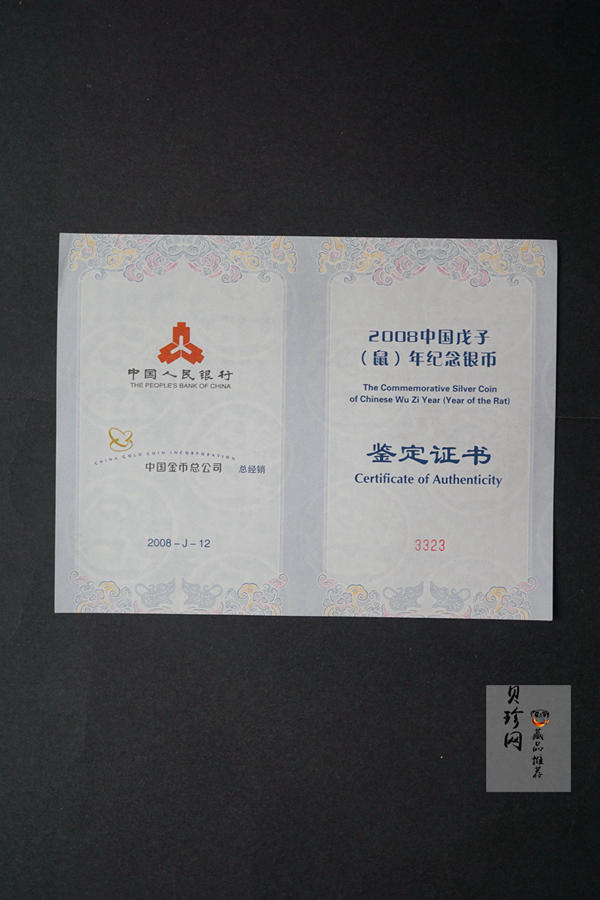 中国人民银行
THE PEOPLE'S BANK OF CHINA
CHINA GOLD COIN INCORPORATION
中国金币总公司 总经销
2008-J-12
2008中国戊子
(鼠)年纪念银币
The Commemorative Silver Coin
of Chinese Wu Zi Year (Year of the Rat)
鉴定证书
Certificate of Authenticity
3323
贝珍网
藏品推荐